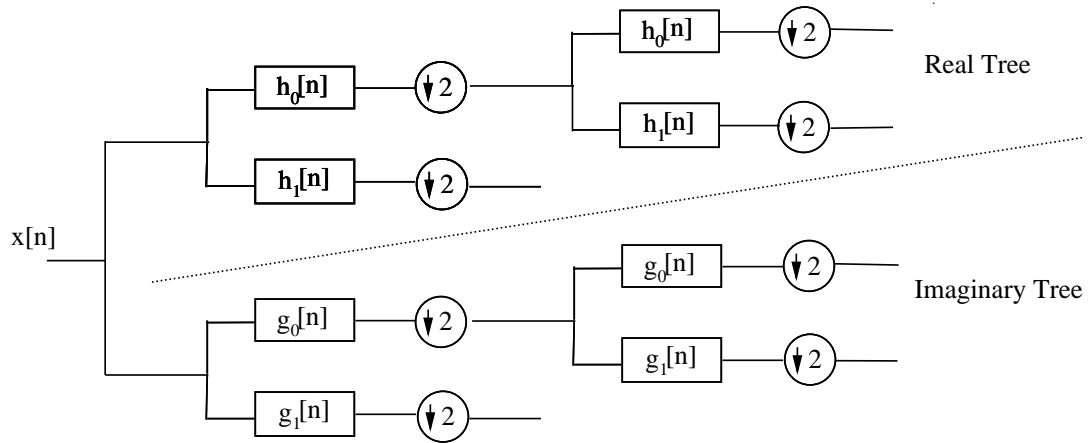 h₀[n]
↓2
Real Tree
h₀[n]
↓2
h₁[n]
↓2
h₁[n]
↓2
x[n]
g₀[n]
↓2
Imaginary Tree
g₀[n]
↓2
g₁[n]
↓2
g₁[n]
↓2